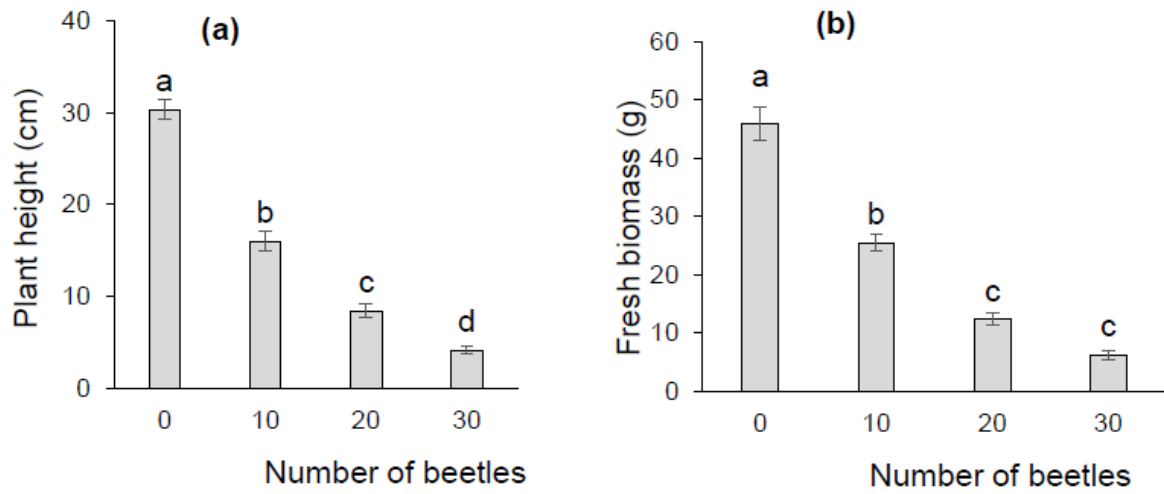 (a)
Plant height (cm)
40
30
20
10
0
a
b
c
d
0 10 20 30
Number of beetles
(b)
Fresh biomass (g)
60
50
40
30
20
10
0
a
b
c
c
0 10 20 30
Number of beetles